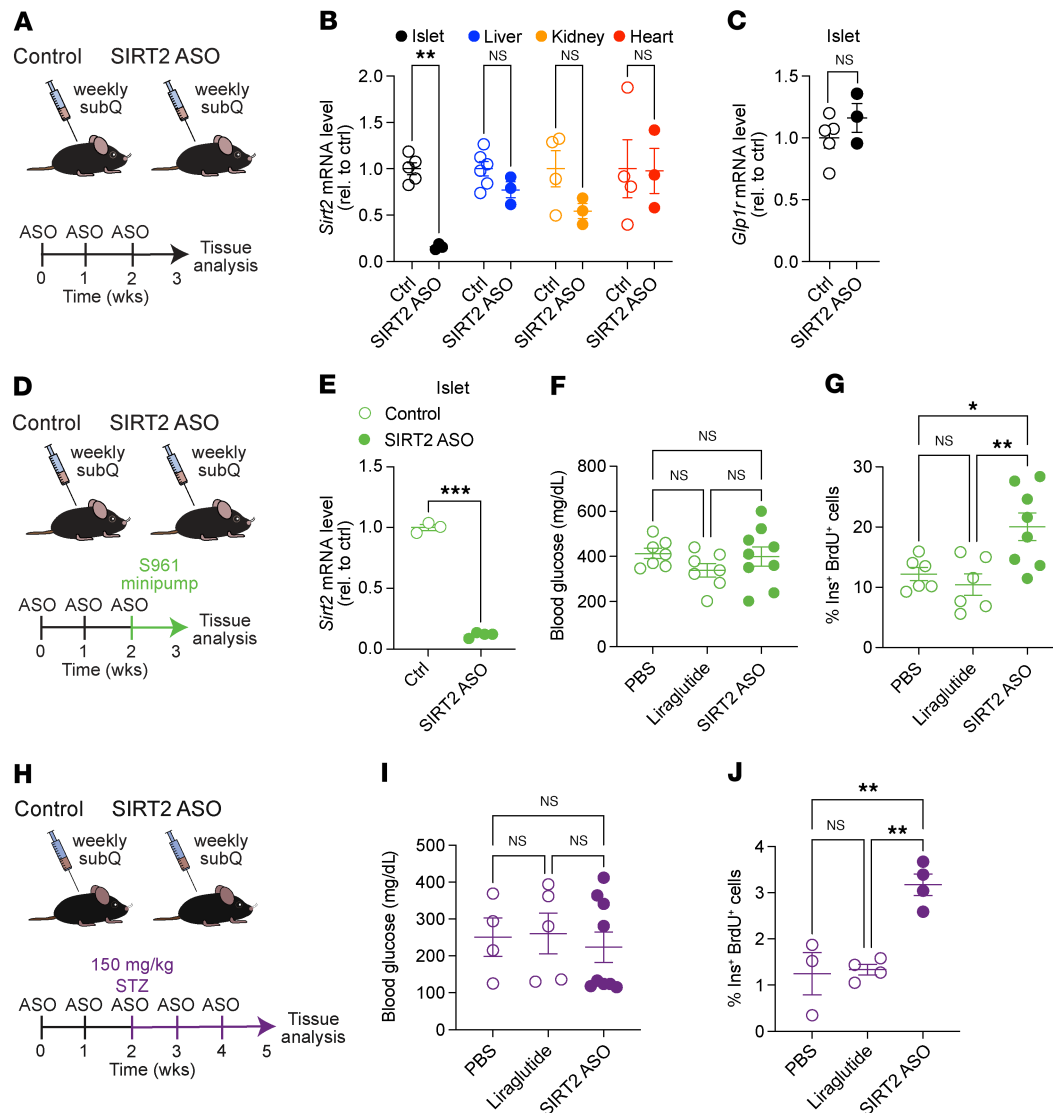 A
Control SIRT2 ASO
weekly subQ weekly subQ
ASO ASO ASO
Tissue analysis
0 1 2 3
Time (wks)
B
Islet Liver Kidney Heart
** NS NS NS
Sirt2 mRNA level (rel. to ctrl)
2.0
1.5
1.0
0.5
0.0
Ctrl SIRT2 ASO Ctrl SIRT2 ASO Ctrl SIRT2 ASO Ctrl SIRT2 ASO
C
Islet
NS
Glp1r mRNA level (rel. to ctrl)
1.5
1.0
0.5
0.0
Ctrl SIRT2 ASO
D
Control SIRT2 ASO
weekly subQ weekly subQ
S961 minipump
ASO ASO ASO
Tissue analysis
0 1 2 3
Time (wks)
E
Islet
Control
SIRT2 ASO
***
Sirt2 mRNA level (rel. to ctrl)
1.5
1.0
0.5
0.0
Ctrl SIRT2 ASO
F
NS
NS NS
Blood glucose (mg/dL)
800
600
400
200
0
PBS Liraglutide SIRT2 ASO
G
*
NS **
% Ins+ BrdU+ cells
30
20
10
0
PBS Liraglutide SIRT2 ASO
H
Control SIRT2 ASO
weekly subQ weekly subQ
150 mg/kg STZ
ASO ASO ASO ASO ASO
Tissue analysis
0 1 2 3 4 5
Time (wks)
I
NS
NS NS
Blood glucose (mg/dL)
500
400
300
200
100
0
PBS Liraglutide SIRT2 ASO
J
**
NS **
% Ins+ BrdU+ cells
4
3
2
1
0
PBS Liraglutide SIRT2 ASO